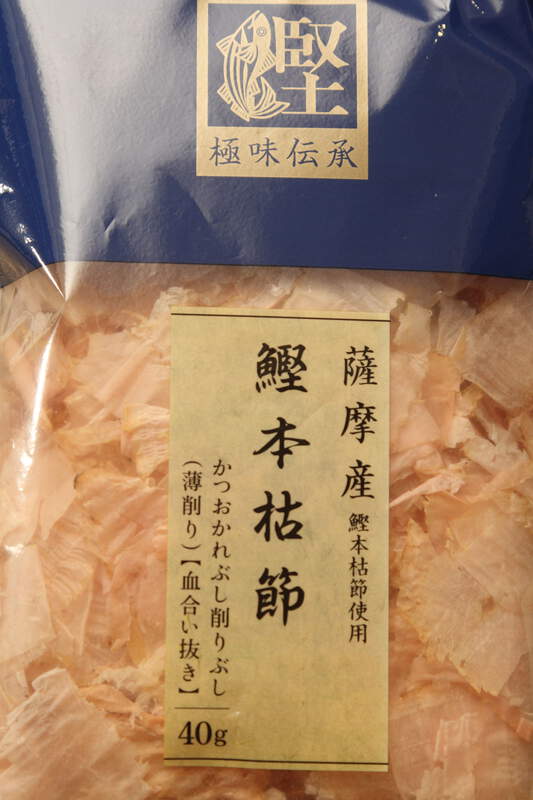 鰹
極味伝承
薩摩産 鰹本枯節使用
鰹本枯節
かつおかれぶし削りぶし
（薄削り）【血合い抜き】
40g